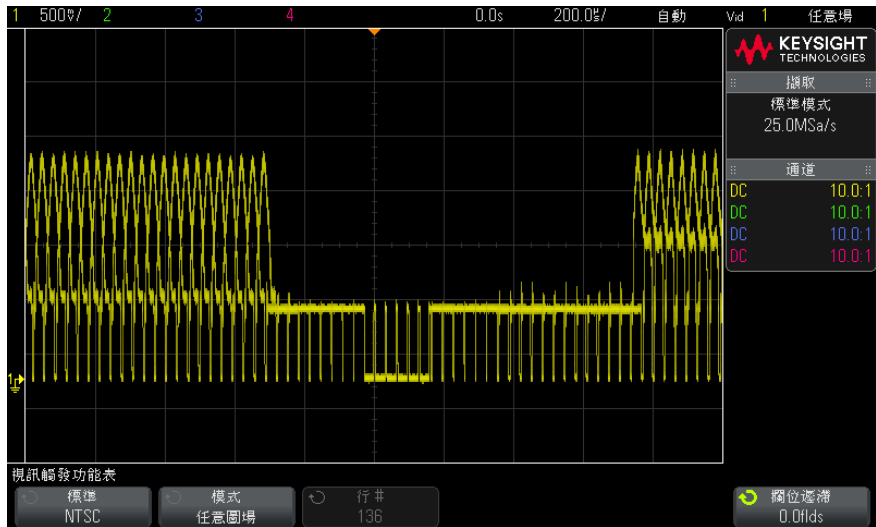 1 500㎷/ 2 3 4 0.0s 200.0㎲/ 自動 Vid 1 任意場
KEYSIGHT
TECHNOLOGIES
擷取
標準模式
25.0MSa/s
通道
DC 10.0:1
DC 10.0:1
DC 10.0:1
DC 10.0:1
1
視訊觸發功能表
標準
NTSC
模式
任意圖場
行#
136
欄位遲滯
0.0flds